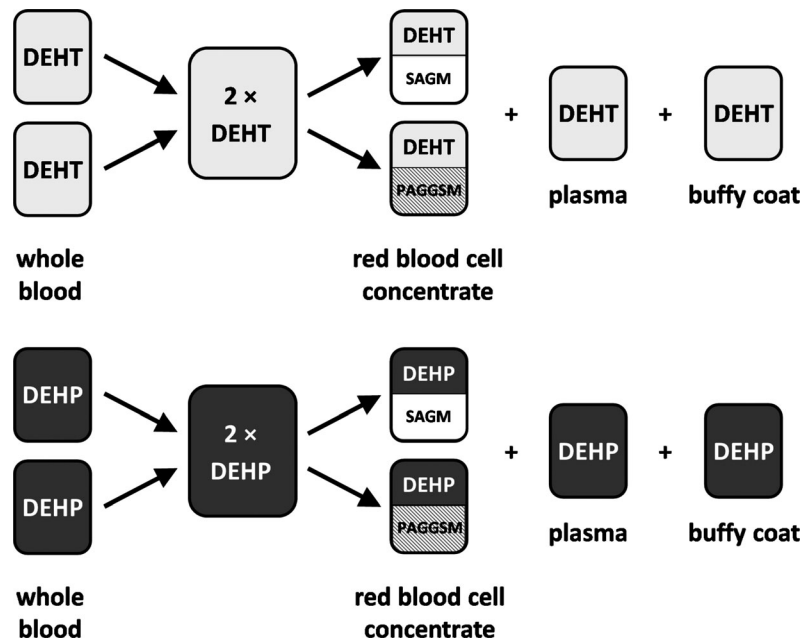 DEHT
DEHT
whole
blood
2 ×
DEHT
DEHT
SAGM
DEHT
PAGGSM
red blood cell
concentrate
+
DEHT
plasma
+
DEHT
buffy coat
DEHP
DEHP
whole
blood
2 ×
DEHP
DEHP
SAGM
DEHP
PAGGSM
red blood cell
concentrate
+
DEHP
plasma
+
DEHP
buffy coat